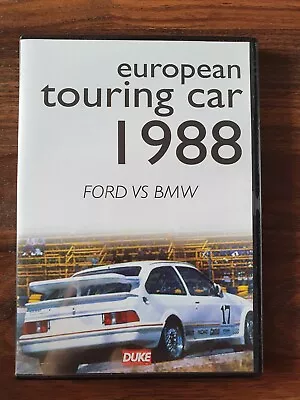 european
touring car
1988
FORD VS BMW
17
DUKE